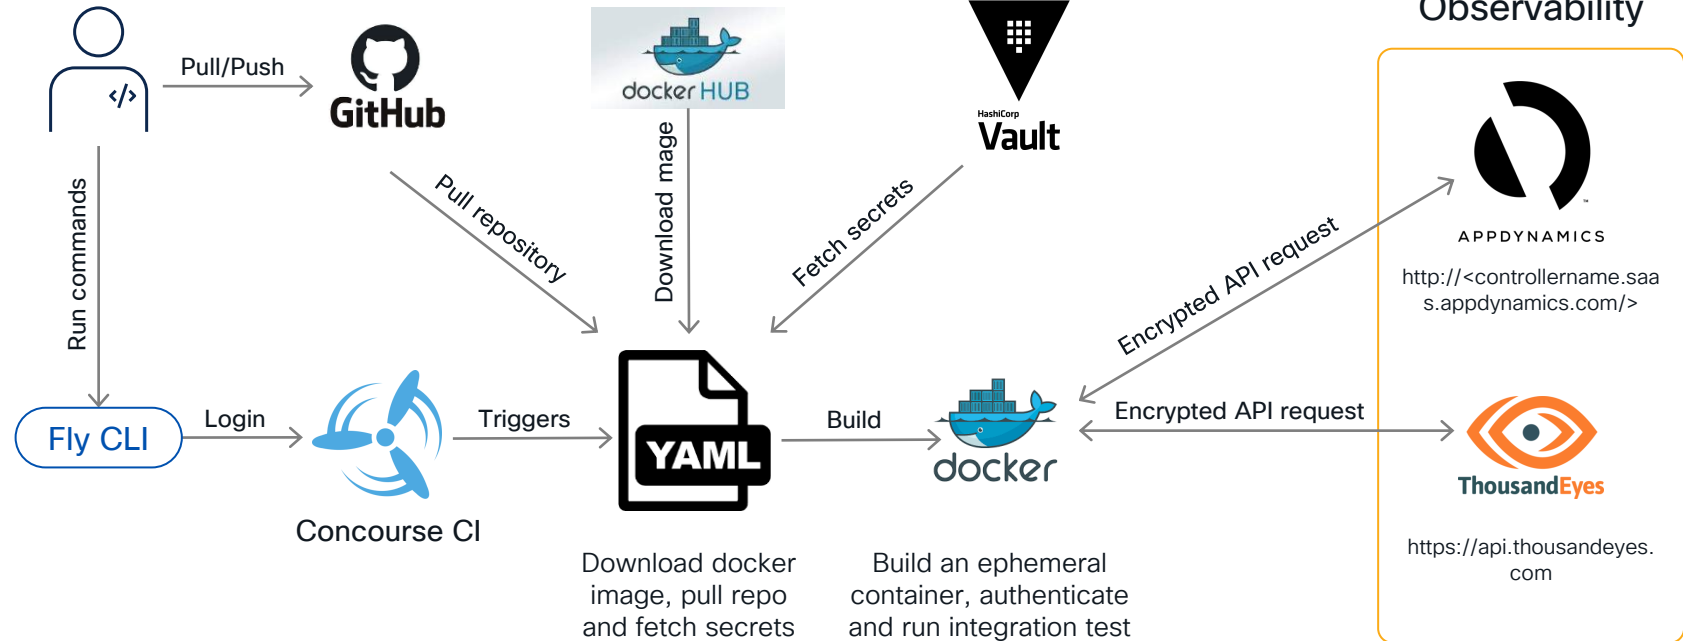 Observability
</>
Pull/Push
GitHub
docker HUB
HashiCorp
Vault
Run commands
Pull repository
Download mage
Fetch secrets
Encrypted API request
APPDYNAMICS
http://<controllername.saa
s.appdynamics.com/>
Fly CLI
Login
Concourse CI
Triggers
YAML
Build
docker
Encrypted API request
ThousandEyes
https://api.thousandeyes.
com
Download docker
image, pull repo
and fetch secrets
Build an ephemeral
container, authenticate
and run integration test